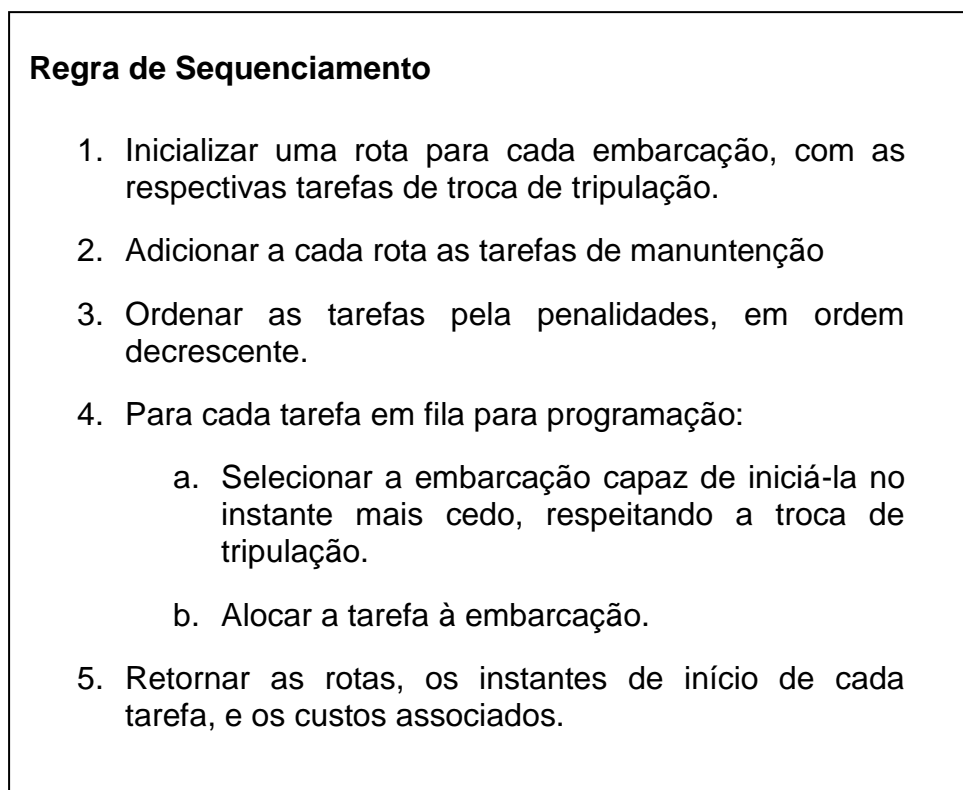 Regra de Sequenciamento
1. Inicializar uma rota para cada embarcação, com as
respectivas tarefas de troca de tripulação.
2. Adicionar a cada rota as tarefas de manuntenção
3. Ordenar as tarefas pela penalidades, em ordem
decrescente.
4. Para cada tarefa em fila para programação:
a. Selecionar a embarcação capaz de iniciá-la no
instante mais cedo, respeitando a troca de
tripulação.
b. Alocar a tarefa à embarcação.
5. Retornar as rotas, os instantes de início de cada
tarefa, e os custos associados.